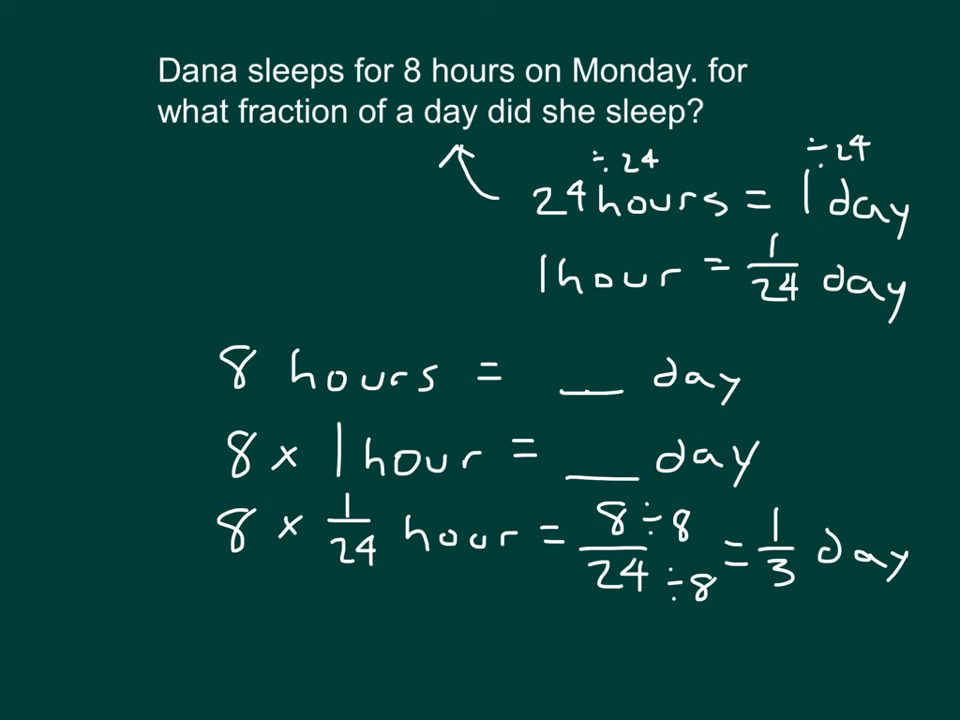 Dana sleeps for 8 hours on Monday. for
what fraction of a day did she sleep?
÷24 ÷24
24 hours = 1 day
1 hour = 1/24 day
8 hours = __ day
8 × 1 hour = __ day
8 × 1/24 hour = 8÷8/24÷8 = 1/3 day